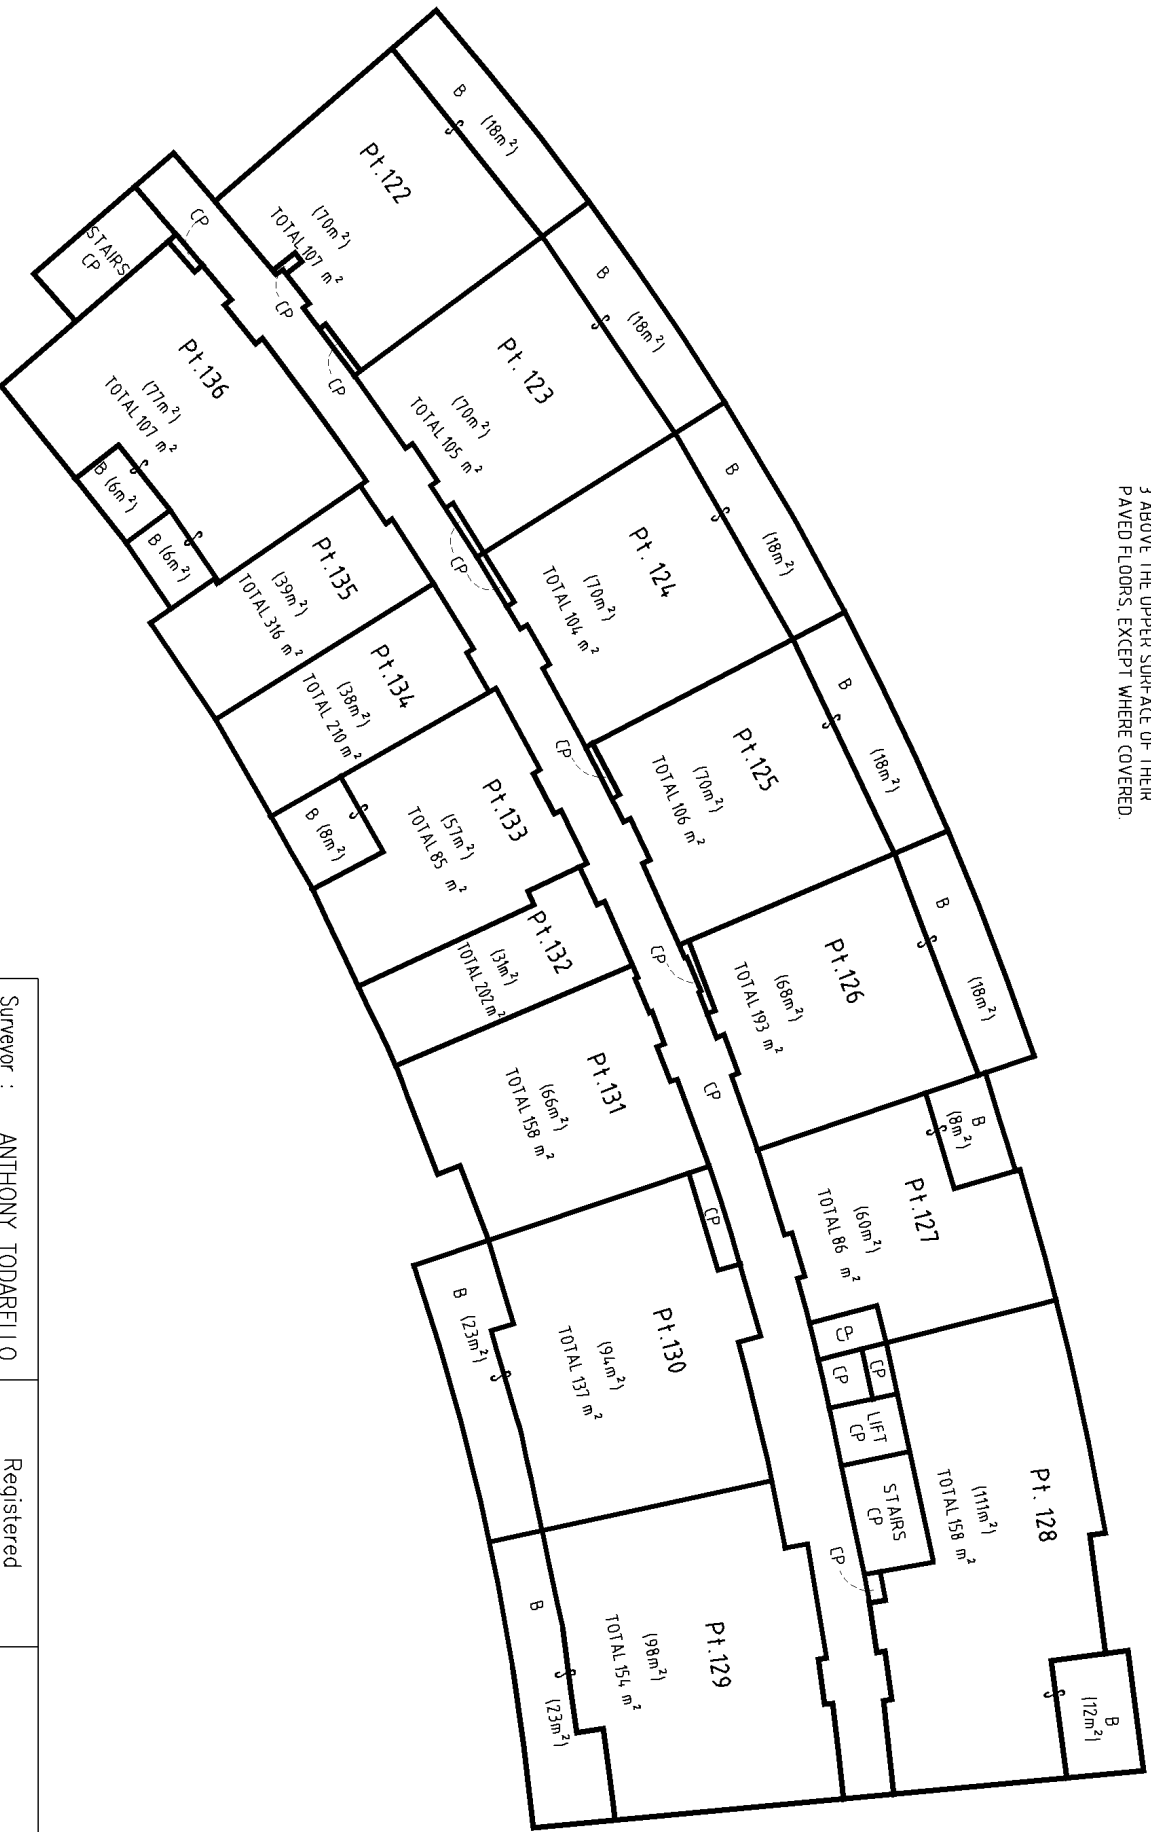 3 ABOVE THE UPPER SURFACE OF THEIR
PAVED FLOORS, EXCEPT WHERE COVERED.
B
(18m²)
Pt.122
(70m²)
TOTAL 107 m²
B
(18m²)
Pt. 123
(70m²)
TOTAL 105 m²
B
(18m²)
Pt. 124
(70m²)
TOTAL 104 m²
B
(18m²)
Pt.125
(70m²)
TOTAL 106 m²
B
(18m²)
Pt.126
(68m²)
TOTAL 193 m²
B
(8m²)
Pt.127
(60m²)
TOTAL 86 m²
Pt. 128
(111m²)
TOTAL 158 m²
B
(12m²)
CP
CP
CP
CP
CP
CP
CP
CP
CP
CP
LIFT
CP
STAIRS
CP
CP
STAIRS
CP
Pt.136
(77m²)
TOTAL 107 m²
B (6m²)
B (6m²)
Pt.135
(39m²)
TOTAL 316 m²
Pt.134
(38m²)
TOTAL 210 m²
Pt.133
(57m²)
TOTAL 85 m²
B (8m²)
Pt.132
(31m²)
TOTAL 202m²
Pt.131
(66m²)
TOTAL 158 m²
CP
Pt.130
(94m²)
TOTAL 137 m²
B
(23m²)
Pt.129
(98m²)
TOTAL 154 m²
B
(23m²)
Surveyor : ANTHONY TODARELLO
Registered